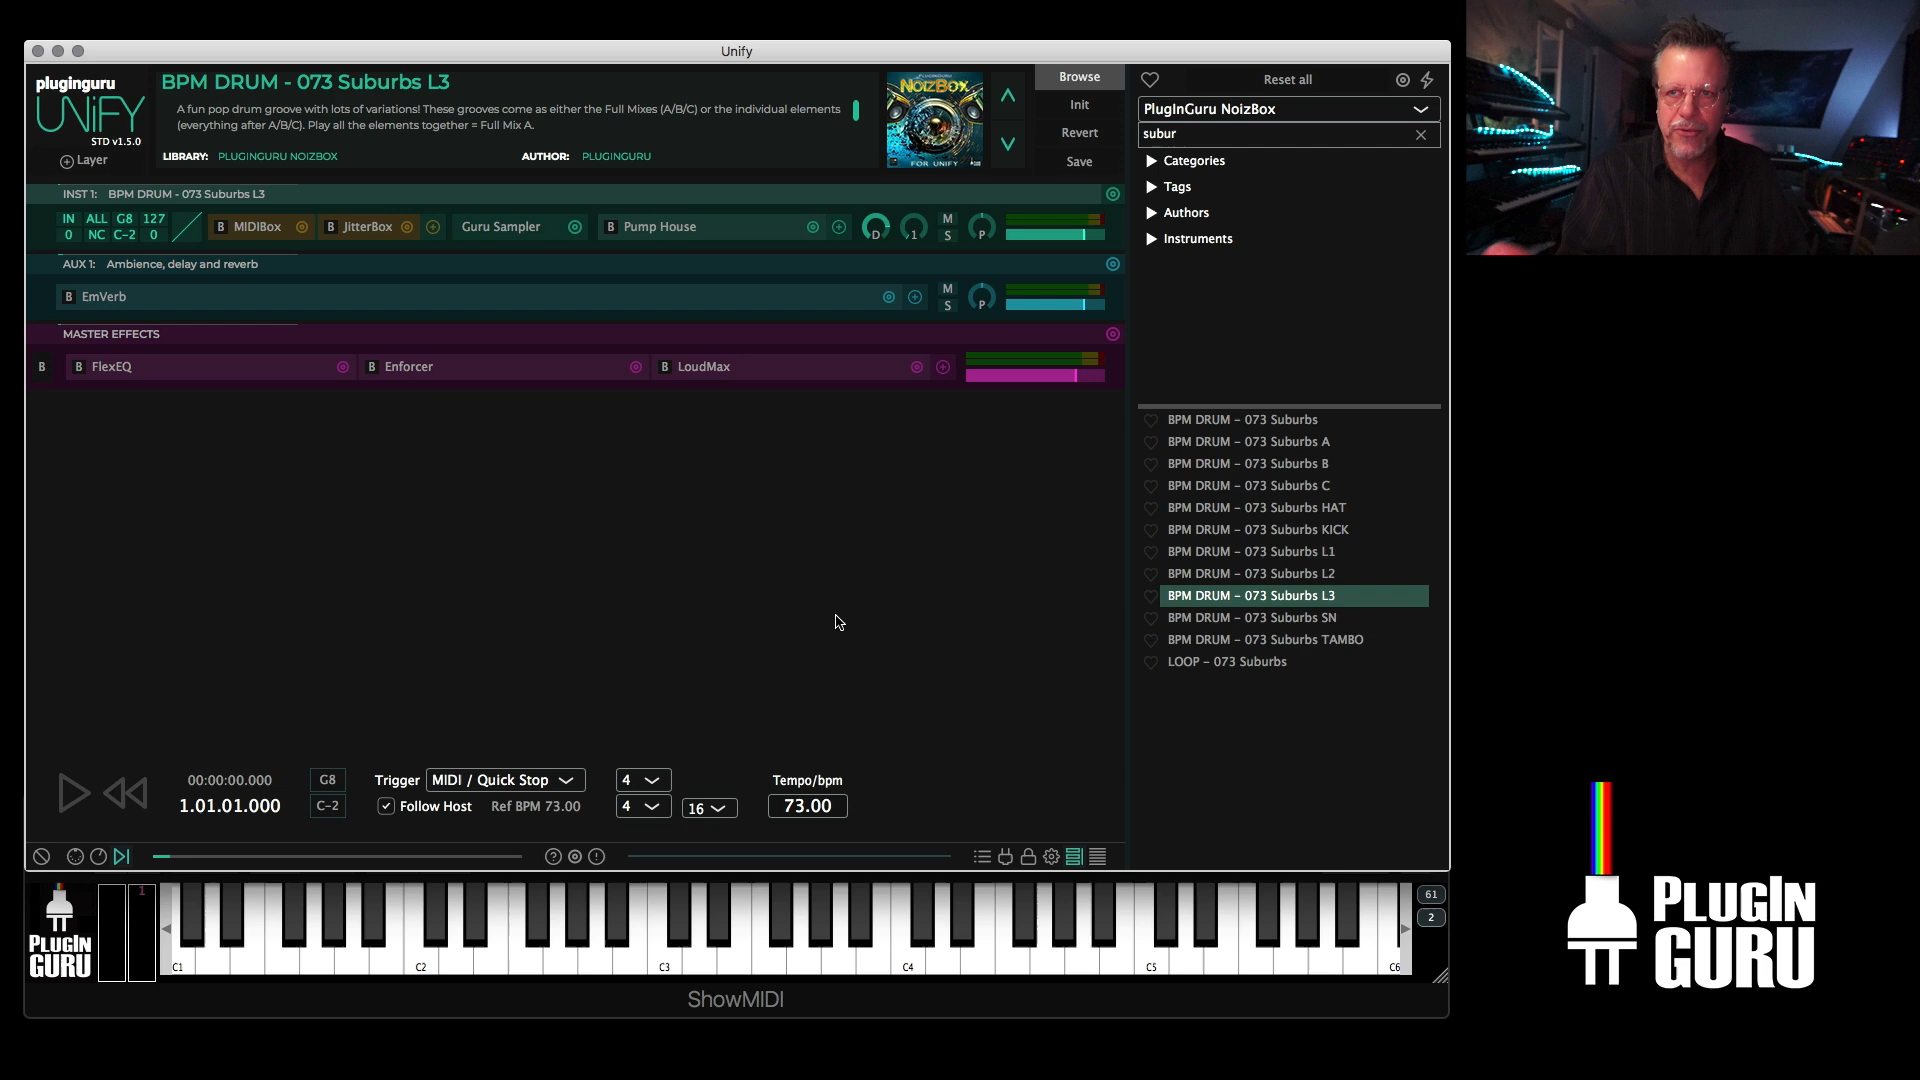 Unify
pluginguru
UNIFY
STD v1.5.0
Layer
BPM DRUM - 073 Suburbs L3
A fun pop drum groove with lots of variations! These grooves come as either the Full Mixes (A/B/C) or the individual elements
(everything after A/B/C). Play all the elements together = Full Mix A.
LIBRARY: PLUGINGURU NOIZBOX AUTHOR: PLUGINGURU
NOIZBOX
FOR UNIFY
Browse
Init
Revert
Save
Reset all
PlugInGuru NoizBox
subur
Categories
Tags
Authors
Instruments
INST 1: BPM DRUM - 073 Suburbs L3
IN ALL G8 127
0 NC C-2 0
B MIDIBox B JitterBox Guru Sampler B Pump House D 1 M S P
AUX 1: Ambience, delay and reverb
B EmVerb M S P
MASTER EFFECTS
B B FlexEQ B Enforcer B LoudMax
BPM DRUM - 073 Suburbs
BPM DRUM - 073 Suburbs A
BPM DRUM - 073 Suburbs B
BPM DRUM - 073 Suburbs C
BPM DRUM - 073 Suburbs HAT
BPM DRUM - 073 Suburbs KICK
BPM DRUM - 073 Suburbs L1
BPM DRUM - 073 Suburbs L2
BPM DRUM - 073 Suburbs L3
BPM DRUM - 073 Suburbs SN
BPM DRUM - 073 Suburbs TAMBO
LOOP - 073 Suburbs
00:00:00.000 G8 Trigger MIDI / Quick Stop 4 Tempo/bpm
1.01.01.000 C-2 Follow Host Ref BPM 73.00 4 16 73.00
PLUGIN
GURU
1
C1 C2 C3 C4 C5 C6
61
2
ShowMIDI
PLUGIN
GURU